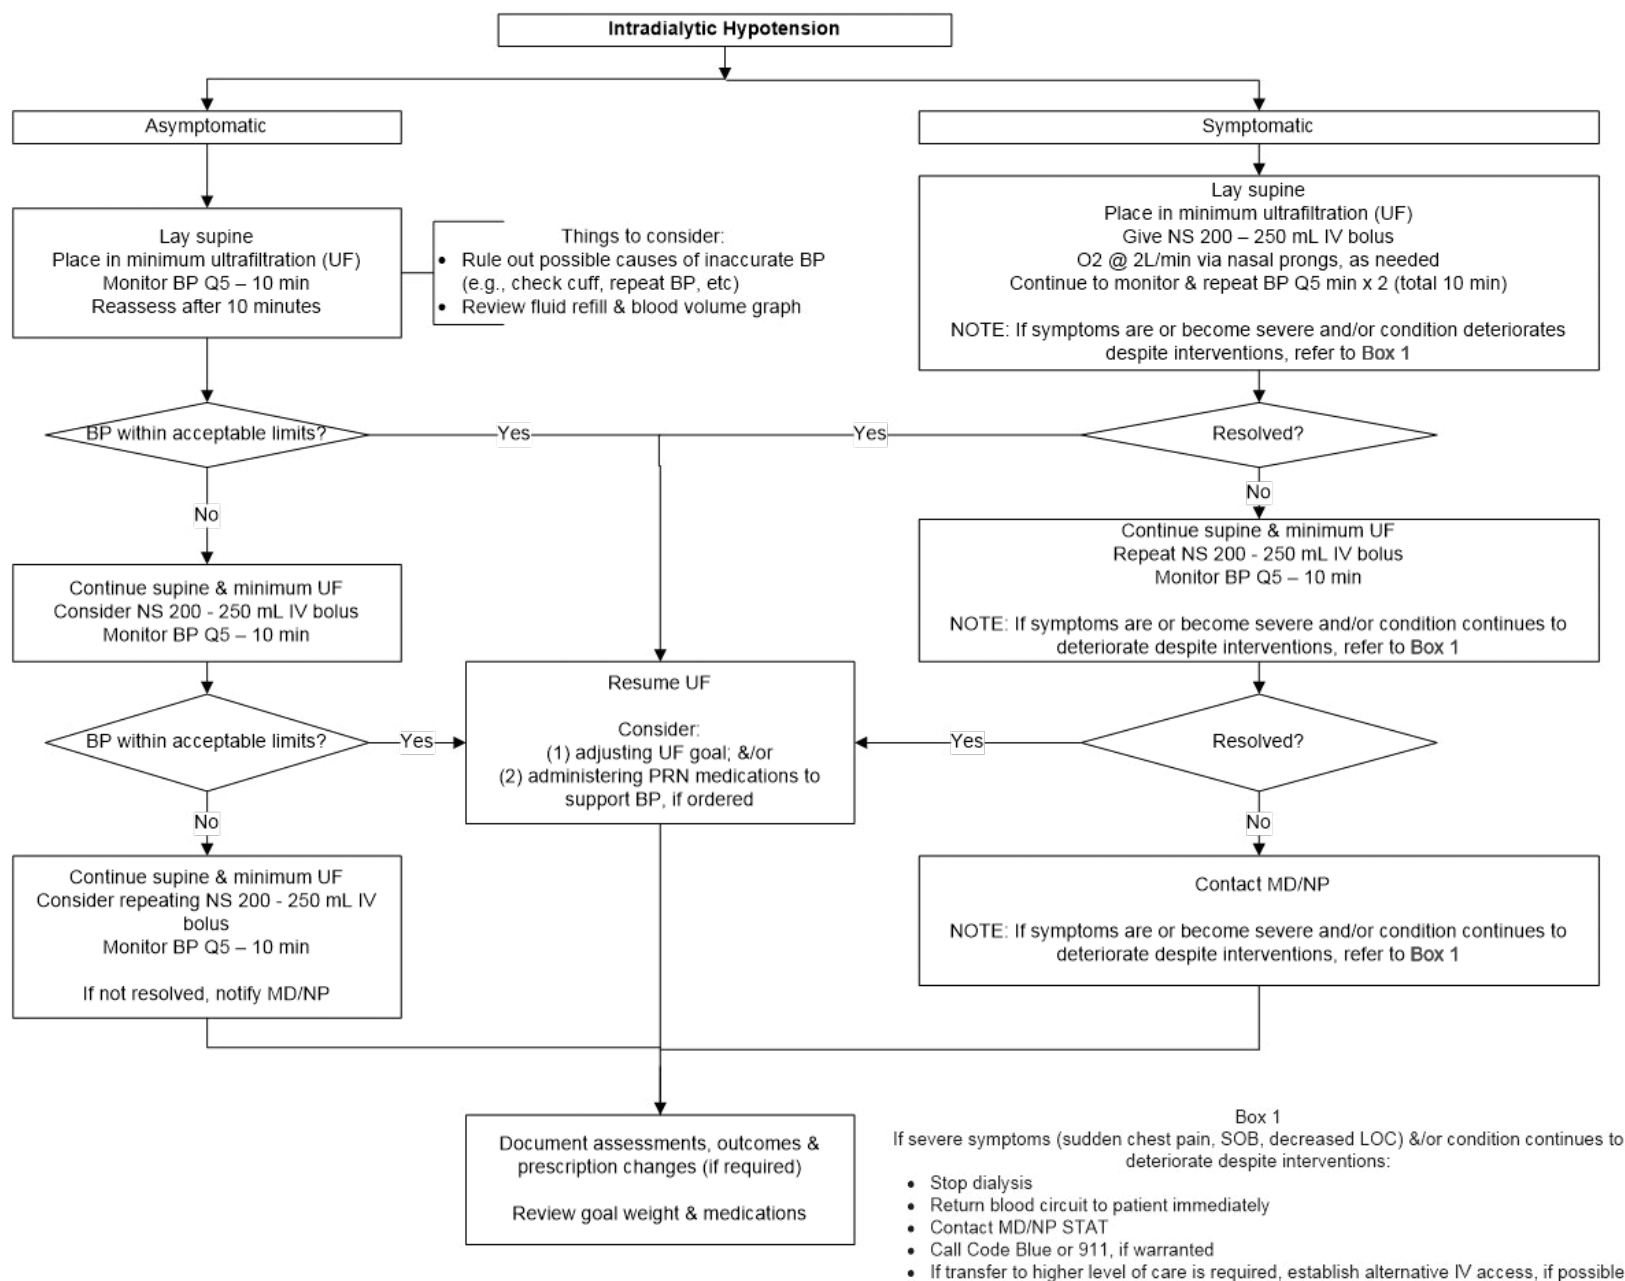 Intradialytic Hypotension
Asymptomatic
Symptomatic
Lay supine
Place in minimum ultrafiltration (UF)
Monitor BP Q5 – 10 min
Reassess after 10 minutes
Things to consider:
• Rule out possible causes of inaccurate BP
(e.g., check cuff, repeat BP, etc)
• Review fluid refill & blood volume graph
Lay supine
Place in minimum ultrafiltration (UF)
Give NS 200 – 250 mL IV bolus
O2 @ 2L/min via nasal prongs, as needed
Continue to monitor & repeat BP Q5 min x 2 (total 10 min)
NOTE: If symptoms are or become severe and/or condition deteriorates
despite interventions, refer to Box 1
BP within acceptable limits?
Yes
Yes
Resolved?
No
No
Continue supine & minimum UF
Consider NS 200 - 250 mL IV bolus
Monitor BP Q5 – 10 min
Continue supine & minimum UF
Repeat NS 200 - 250 mL IV bolus
Monitor BP Q5 – 10 min
NOTE: If symptoms are or become severe and/or condition continues to
deteriorate despite interventions, refer to Box 1
BP within acceptable limits?
Yes
Resume UF
Consider:
(1) adjusting UF goal; &/or
(2) administering PRN medications to
support BP, if ordered
Yes
Resolved?
No
No
Continue supine & minimum UF
Consider repeating NS 200 - 250 mL IV
bolus
Monitor BP Q5 – 10 min
If not resolved, notify MD/NP
Contact MD/NP
NOTE: If symptoms are or become severe and/or condition continues to
deteriorate despite interventions, refer to Box 1
Document assessments, outcomes &
prescription changes (if required)
Review goal weight & medications
Box 1
If severe symptoms (sudden chest pain, SOB, decreased LOC) &/or condition continues to
deteriorate despite interventions:
• Stop dialysis
• Return blood circuit to patient immediately
• Contact MD/NP STAT
• Call Code Blue or 911, if warranted
• If transfer to higher level of care is required, establish alternative IV access, if possible